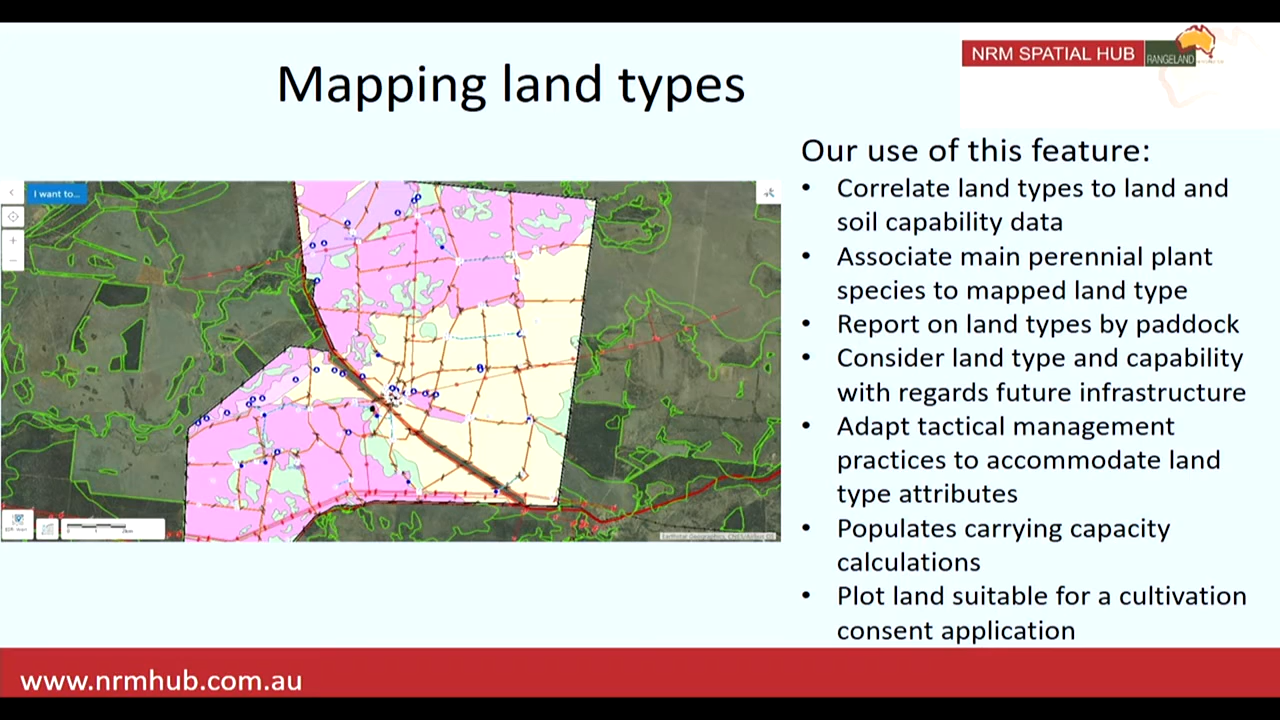 Mapping land types
NRM SPATIAL HUB
RANGELAND
Our use of this feature:
• Correlate land types to land and
soil capability data
• Associate main perennial plant
species to mapped land type
• Report on land types by paddock
• Consider land type and capability
with regards future infrastructure
• Adapt tactical management
practices to accommodate land
type attributes
• Populates carrying capacity
calculations
• Plot land suitable for a cultivation
consent application
I want to...
www.nrmhub.com.au